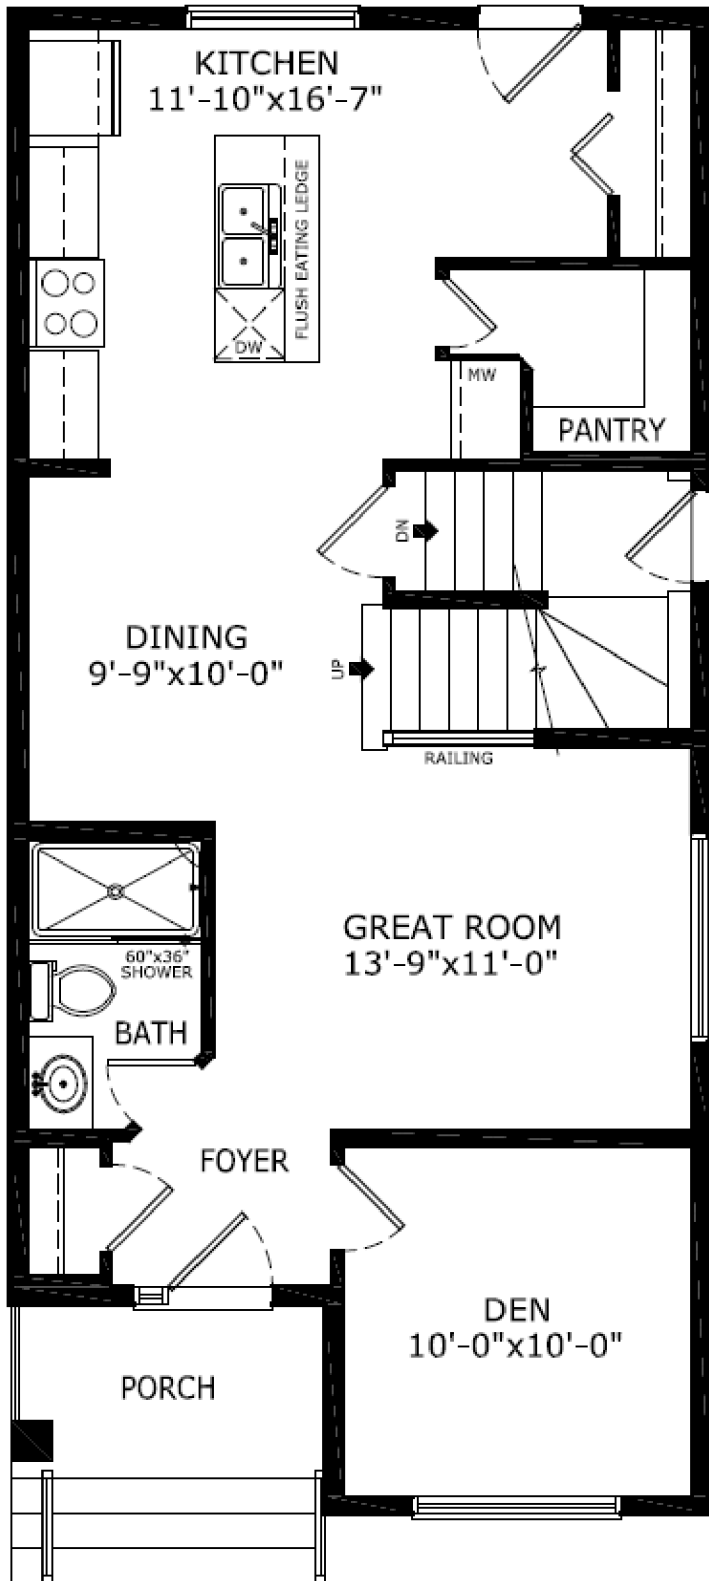 KITCHEN
11'-10"x16'-7"
FLUSH EATING LEDGE
DW
MW
PANTRY
DN
DINING
9'-9"x10'-0"
UP
RAILING
GREAT ROOM
13'-9"x11'-0"
60"x36"
SHOWER
BATH
FOYER
DEN
10'-0"x10'-0"
PORCH